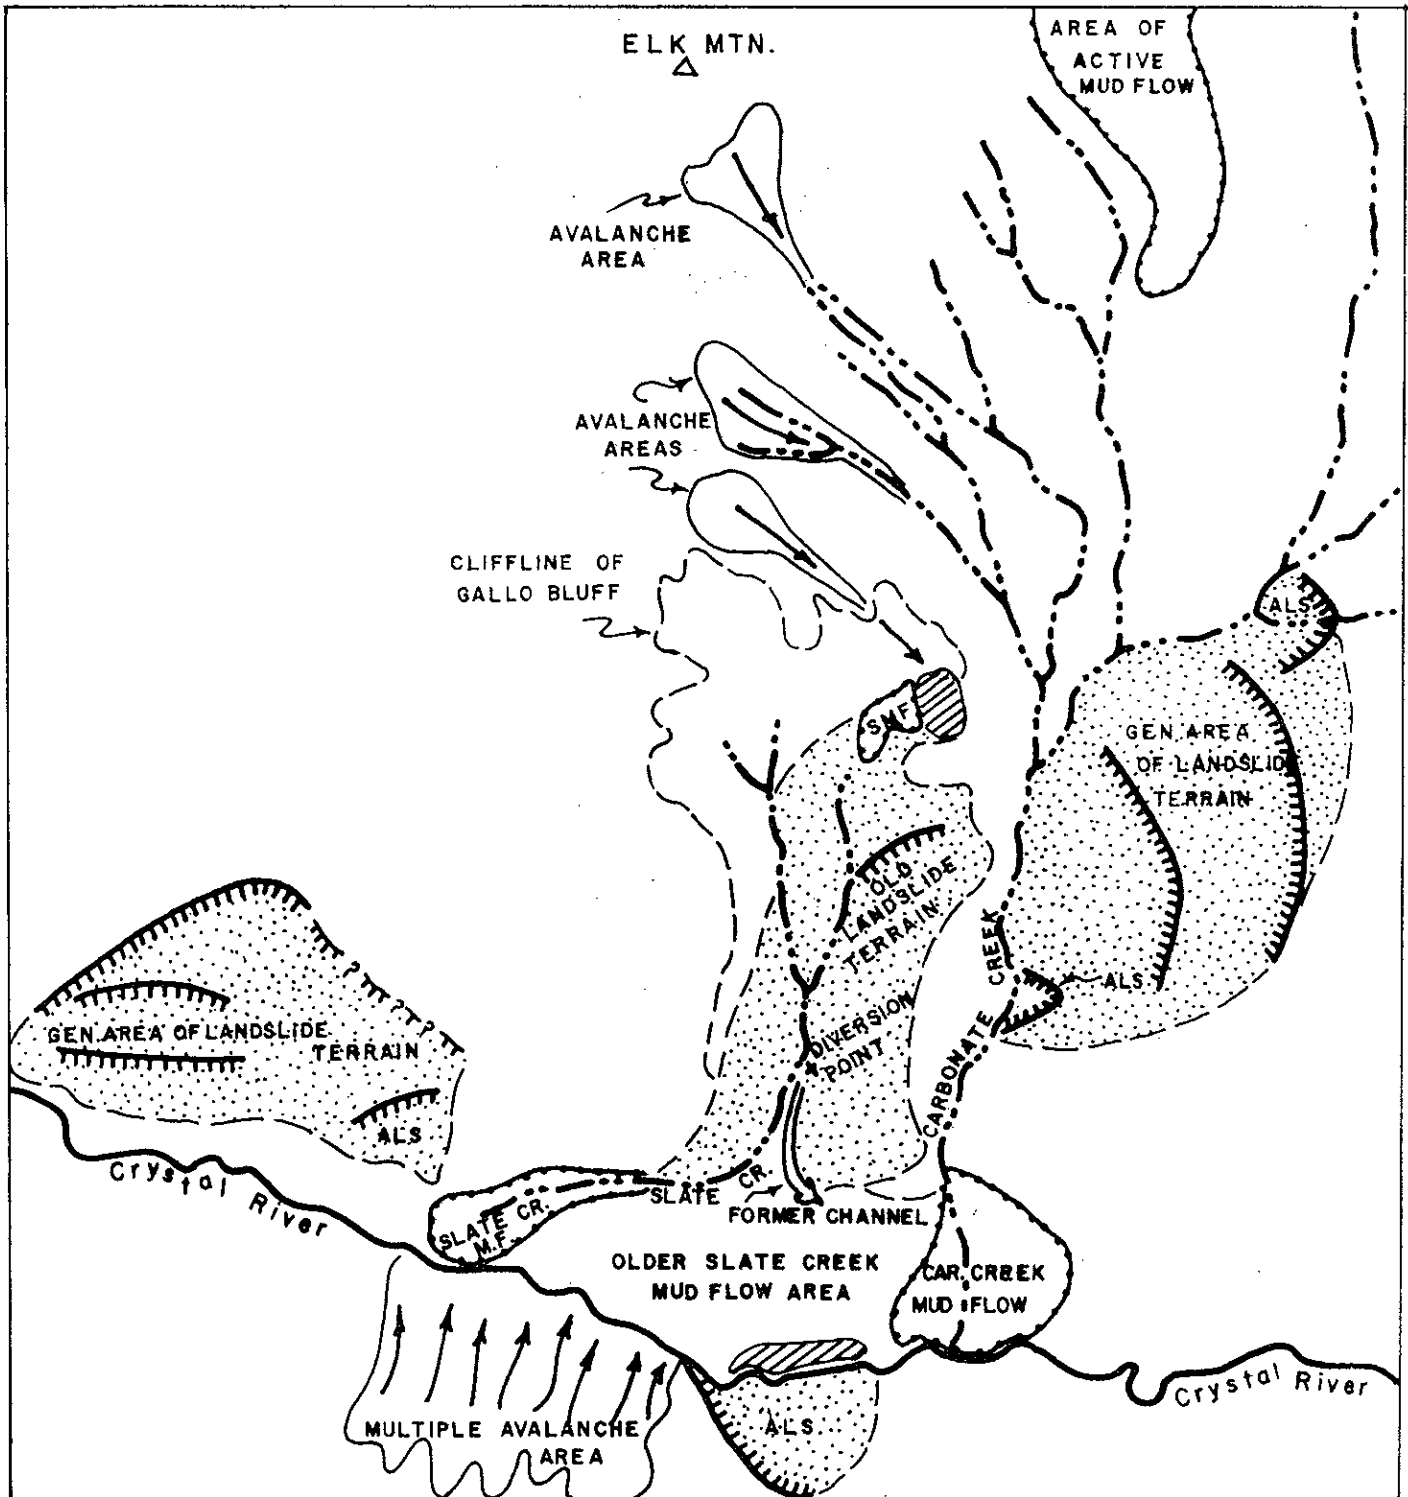 ELK MTN.
AREA OF
ACTIVE
MUD FLOW
AVALANCHE
AREA
AVALANCHE
AREAS
CLIFFLINE OF
GALLO BLUFF
ALS
SMF
GEN. AREA
OF LANDSLIDE
TERRAIN
OLD
LANDSLIDE
TERRAIN
CARBONATE CREEK
ALS
DIVERSION
POINT
GEN. AREA OF LANDSLIDE
TERRAIN
? ? ? ?
ALS
Crystal River
SLATE CR.
FORMER CHANNEL
SLATE CR.
M.F.
OLDER SLATE CREEK
MUD FLOW AREA
CAR. CREEK
MUD FLOW
Crystal River
MULTIPLE AVALANCHE
AREA
ALS